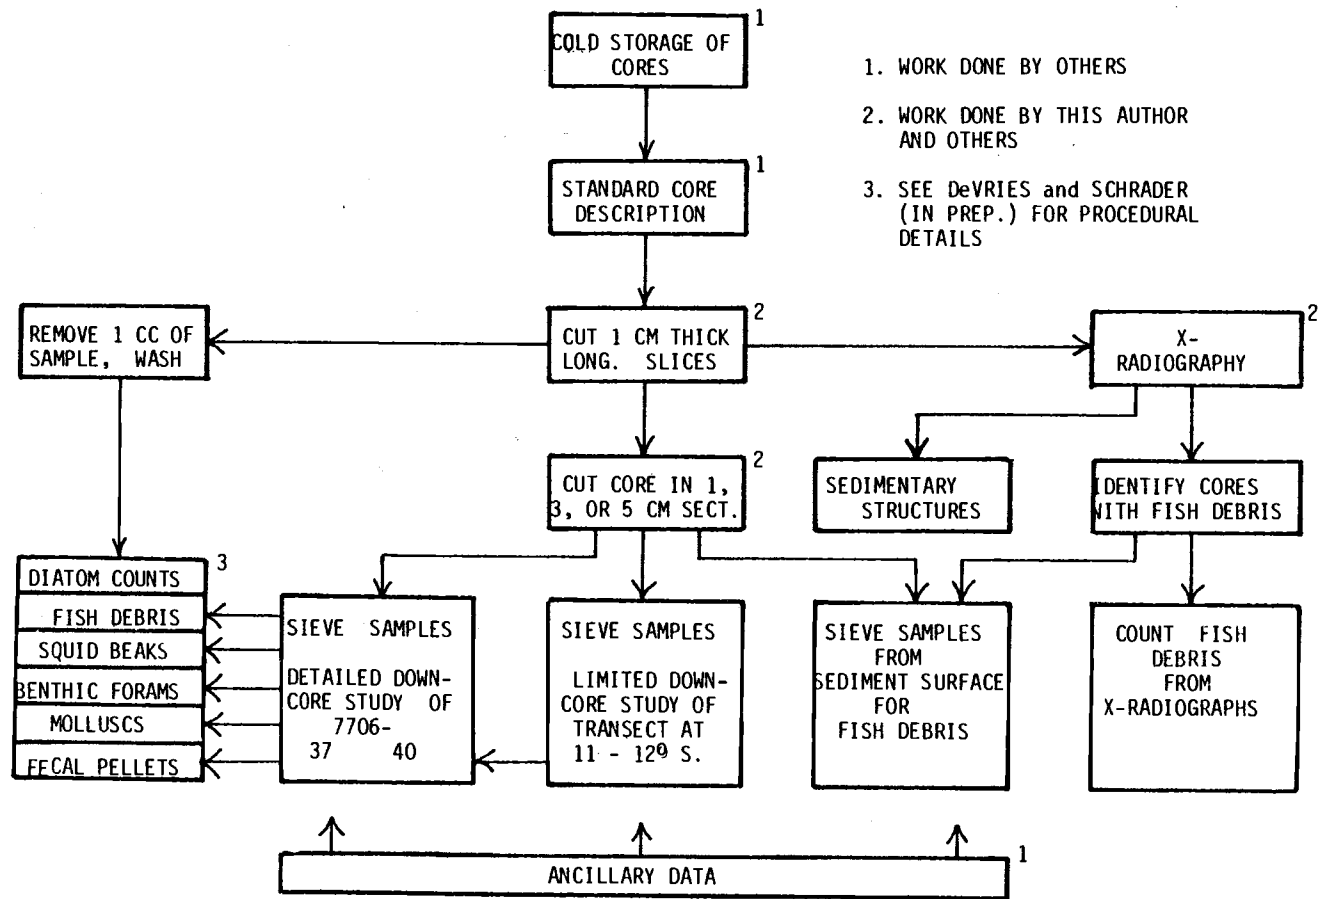 1
COLD STORAGE OF
CORES
1. WORK DONE BY OTHERS
2. WORK DONE BY THIS AUTHOR
AND OTHERS
3. SEE DeVRIES and SCHRADER
(IN PREP.) FOR PROCEDURAL
DETAILS
1
STANDARD CORE
DESCRIPTION
REMOVE 1 CC OF
SAMPLE, WASH
2
CUT 1 CM THICK
LONG. SLICES
2
X-
RADIOGRAPHY
2
CUT CORE IN 1,
3, OR 5 CM SECT.
SEDIMENTARY
STRUCTURES
IDENTIFY CORES
WITH FISH DEBRIS
3
DIATOM COUNTS
FISH DEBRIS
SQUID BEAKS
BENTHIC FORAMS
MOLLUSCS
FECAL PELLETS
SIEVE SAMPLES
DETAILED DOWN-
CORE STUDY OF
7706-
37 40
SIEVE SAMPLES
LIMITED DOWN-
CORE STUDY OF
TRANSECT AT
11 - 12º S.
SIEVE SAMPLES
FROM
SEDIMENT SURFACE
FOR
FISH DEBRIS
COUNT FISH
DEBRIS
FROM
X-RADIOGRAPHS
1
ANCILLARY DATA